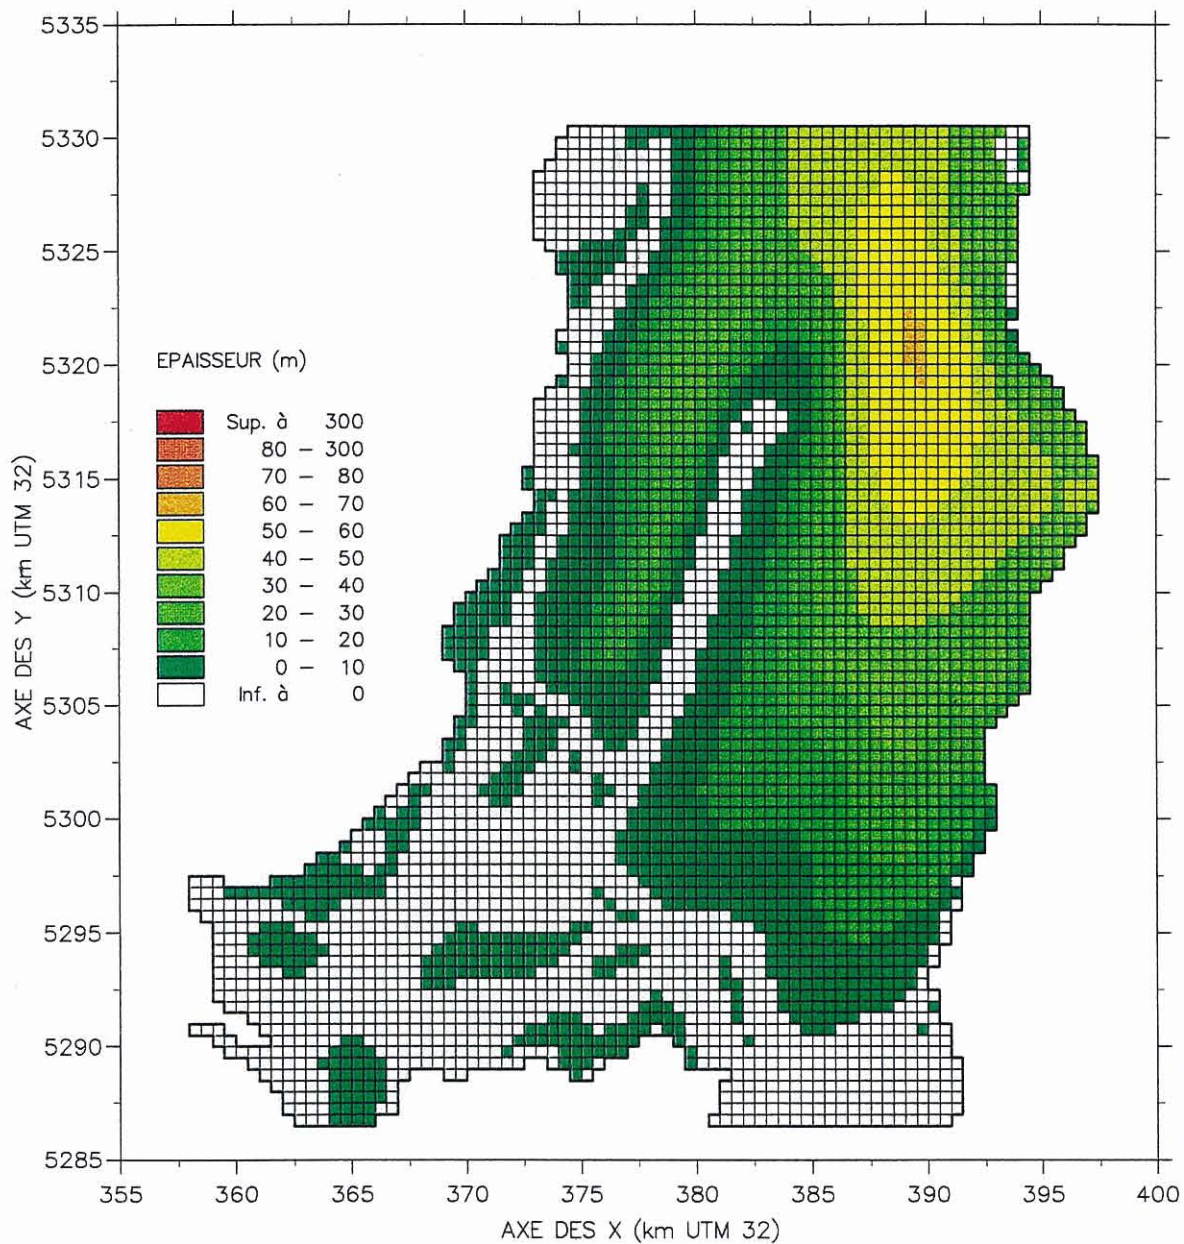 5335
5330
5325
5320
5315
5310
5305
5300
5295
5290
5285
AXE DES Y (km UTM 32)
EPAISSEUR (m)
Sup. à 300
80 – 300
70 – 80
60 – 70
50 – 60
40 – 50
30 – 40
20 – 30
10 – 20
0 – 10
Inf. à 0
355 360 365 370 375 380 385 390 395 400
AXE DES X (km UTM 32)